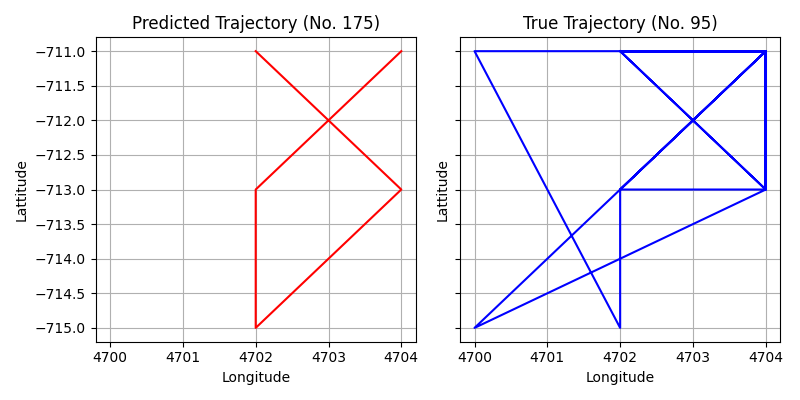 Predicted Trajectory (No. 175)
True Trajectory (No. 95)
−711.0
−711.5
−712.0
−712.5
−713.0
−713.5
−714.0
−714.5
−715.0
Lattitude
Lattitude
4700 4701 4702 4703 4704
4700 4701 4702 4703 4704
Longitude
Longitude